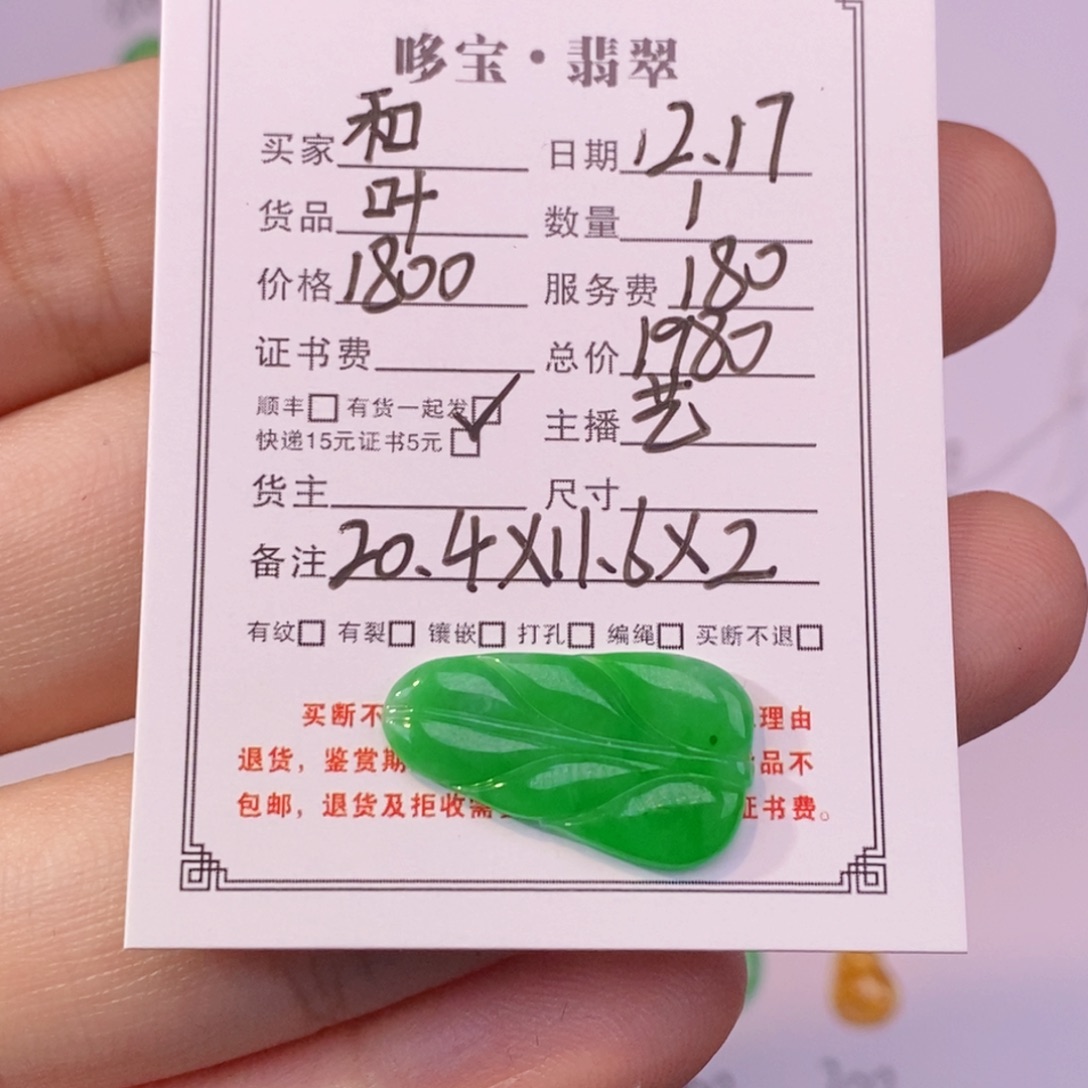 哆宝·翡翠
买家 和 日期 12.17
货品 叶 数量 1
价格 1800 服务费 180
证书费 总价 1980
顺丰□ 有货一起发□
快递15元证书5元□ 主播 艺
货主 尺寸
备注 20.4X11.6X2
有纹□ 有裂□ 镶嵌□ 打孔□ 编绳□ 买断不退□
买断不 理由
退货，鉴赏期 品不
包邮，退货及拒收需 证书费。